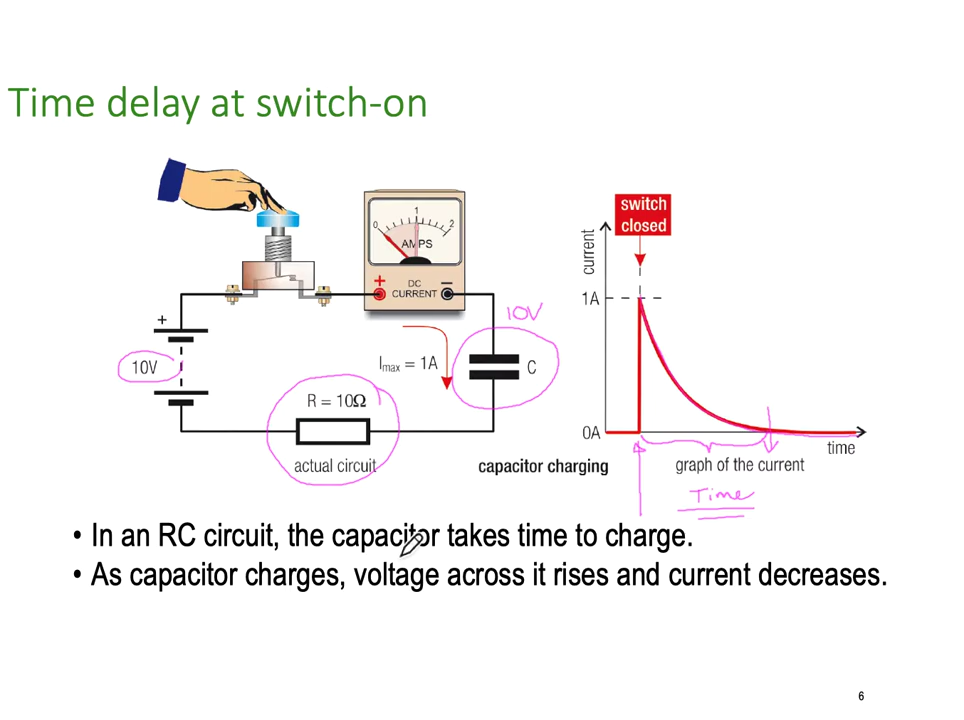 Time delay at switch-on
switch
closed
0 1 2
AMPS
+ −
DC
CURRENT
current
1A
10V
+
10V
Imax = 1A
C
R = 10Ω
0A
time
actual circuit
capacitor charging
graph of the current
Time
• In an RC circuit, the capacitor takes time to charge.
• As capacitor charges, voltage across it rises and current decreases.
6